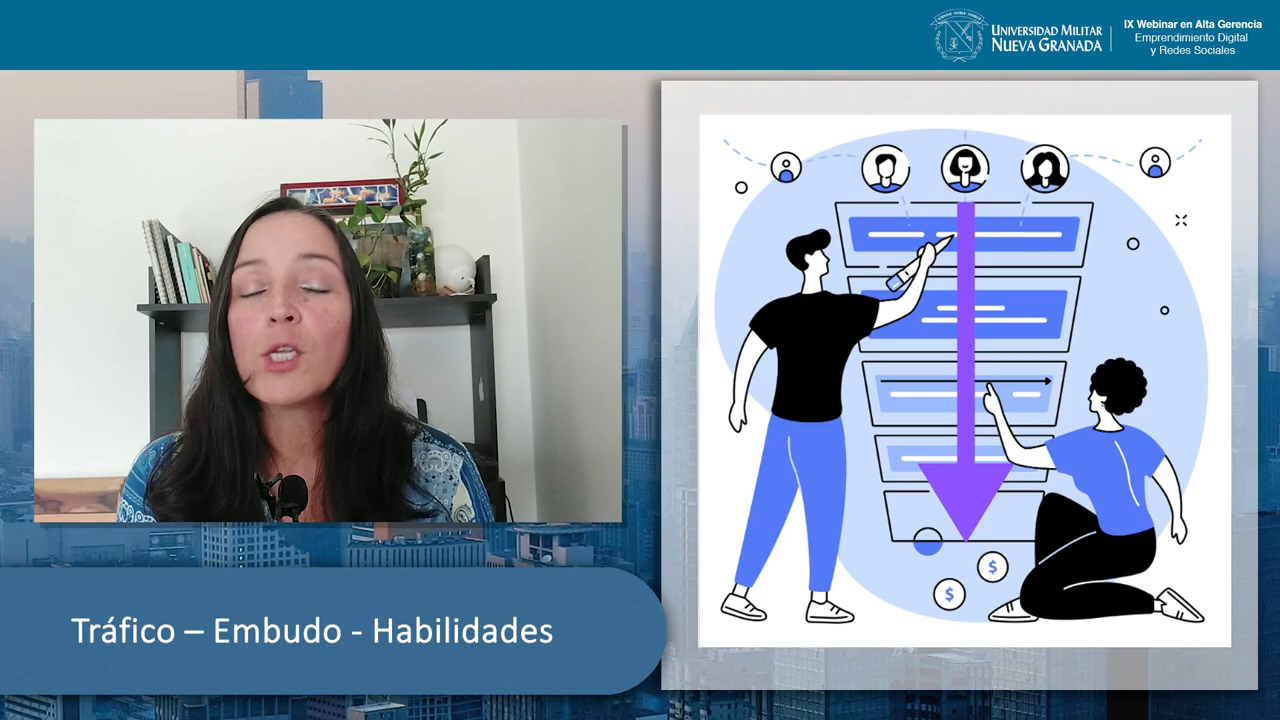 UNIVERSIDAD MILITAR
NUEVA GRANADA
IX Webinar en Alta Gerencia
Emprendimiento Digital
y Redes Sociales
$
$
Tráfico – Embudo - Habilidades